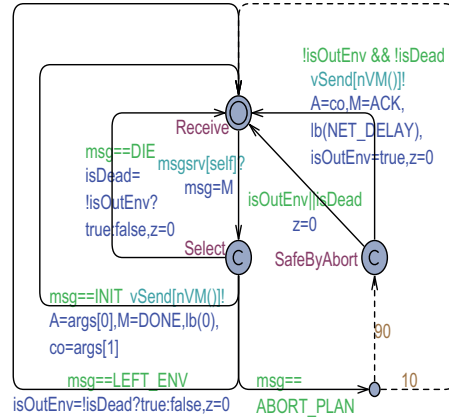 !isOutEnv && !isDead
vSend[nVM()]!
A=co,M=ACK,
lb(NET_DELAY),
isOutEnv=true,z=0
Receive
msg==DIE
isDead=
!isOutEnv?
true:false,z=0
msgsrv[self]?
msg=M
isOutEnv||isDead
z=0
Select
C
SafeByAbort
C
msg==INIT vSend[nVM()]!
A=args[0],M=DONE,lb(0),
co=args[1]
90
msg==LEFT_ENV
isOutEnv=!isDead?true:false,z=0
msg==
ABORT_PLAN
10